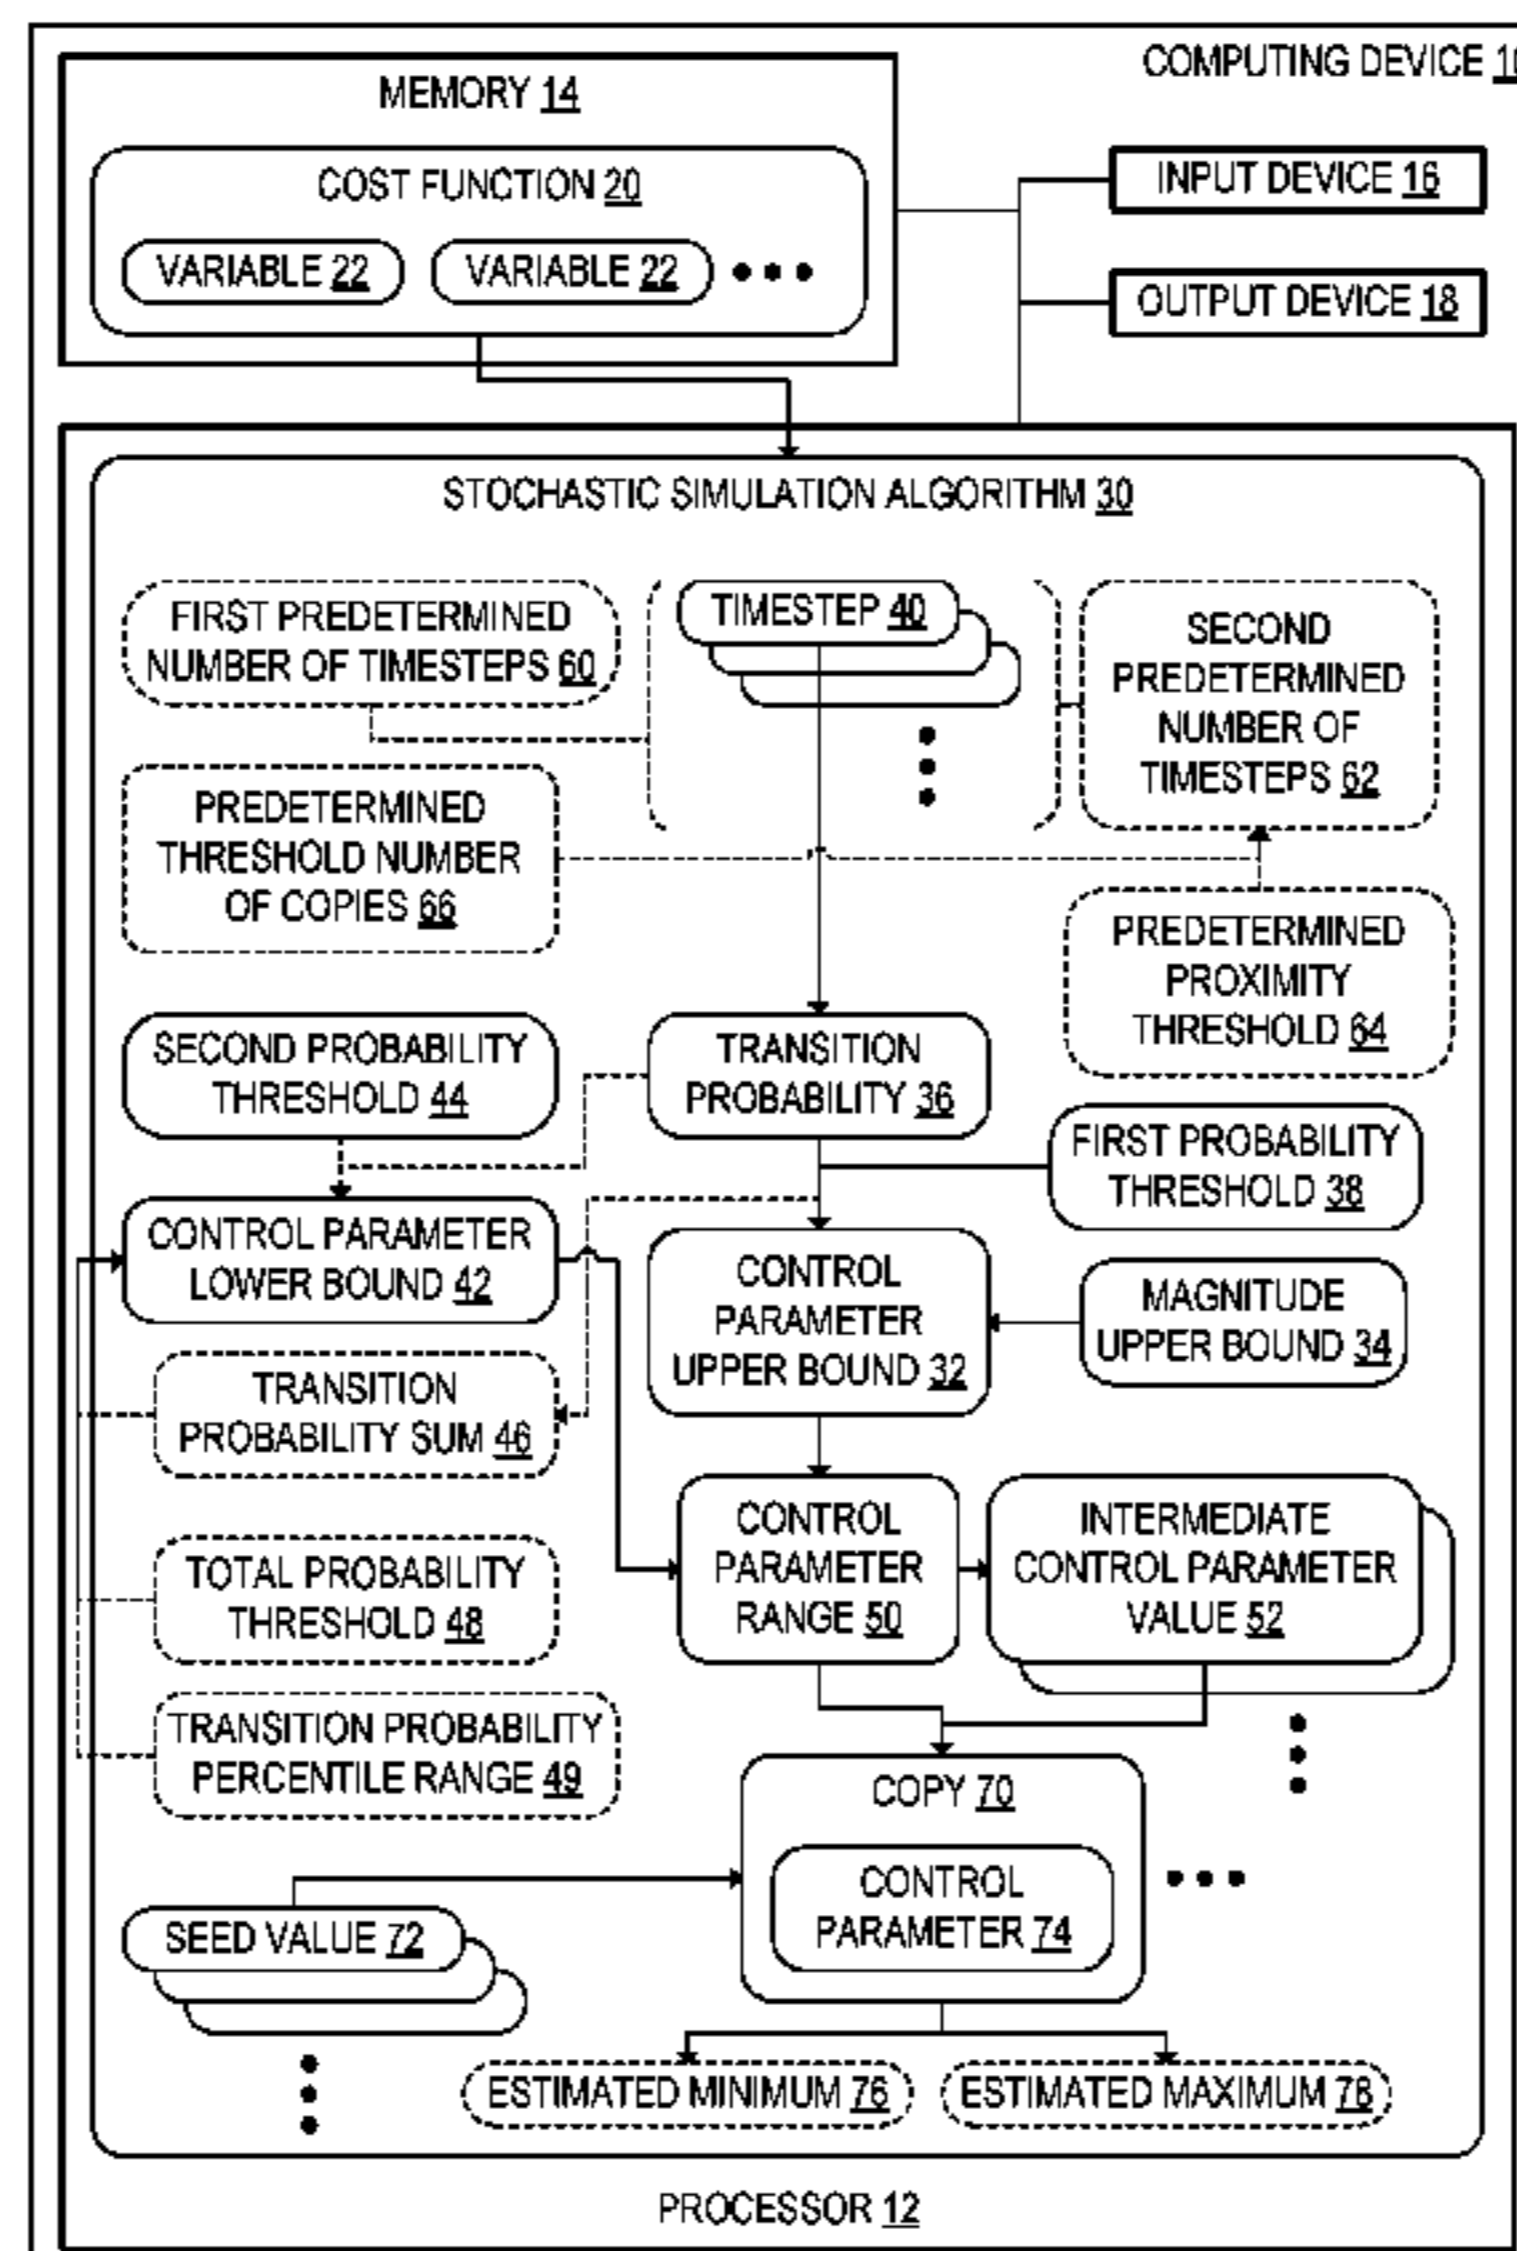 COMPUTING DEVICE 10
MEMORY 14
COST FUNCTION 20
VARIABLE 22
VARIABLE 22
INPUT DEVICE 16
OUTPUT DEVICE 18
STOCHASTIC SIMULATION ALGORITHM 30
FIRST PREDETERMINED
NUMBER OF TIMESTEPS 60
TIMESTEP 40
SECOND
PREDETERMINED
NUMBER OF
TIMESTEPS 62
PREDETERMINED
THRESHOLD NUMBER
OF COPIES 66
PREDETERMINED
PROXIMITY
THRESHOLD 64
SECOND PROBABILITY
THRESHOLD 44
TRANSITION
PROBABILITY 36
FIRST PROBABILITY
THRESHOLD 38
CONTROL PARAMETER
LOWER BOUND 42
CONTROL
PARAMETER
UPPER BOUND 32
MAGNITUDE
UPPER BOUND 34
TRANSITION
PROBABILITY SUM 46
CONTROL
PARAMETER
RANGE 50
INTERMEDIATE
CONTROL PARAMETER
VALUE 52
TOTAL PROBABILITY
THRESHOLD 48
TRANSITION PROBABILITY
PERCENTILE RANGE 49
COPY 70
CONTROL
PARAMETER 74
SEED VALUE 72
ESTIMATED MINIMUM 76
ESTIMATED MAXIMUM 78
PROCESSOR 12